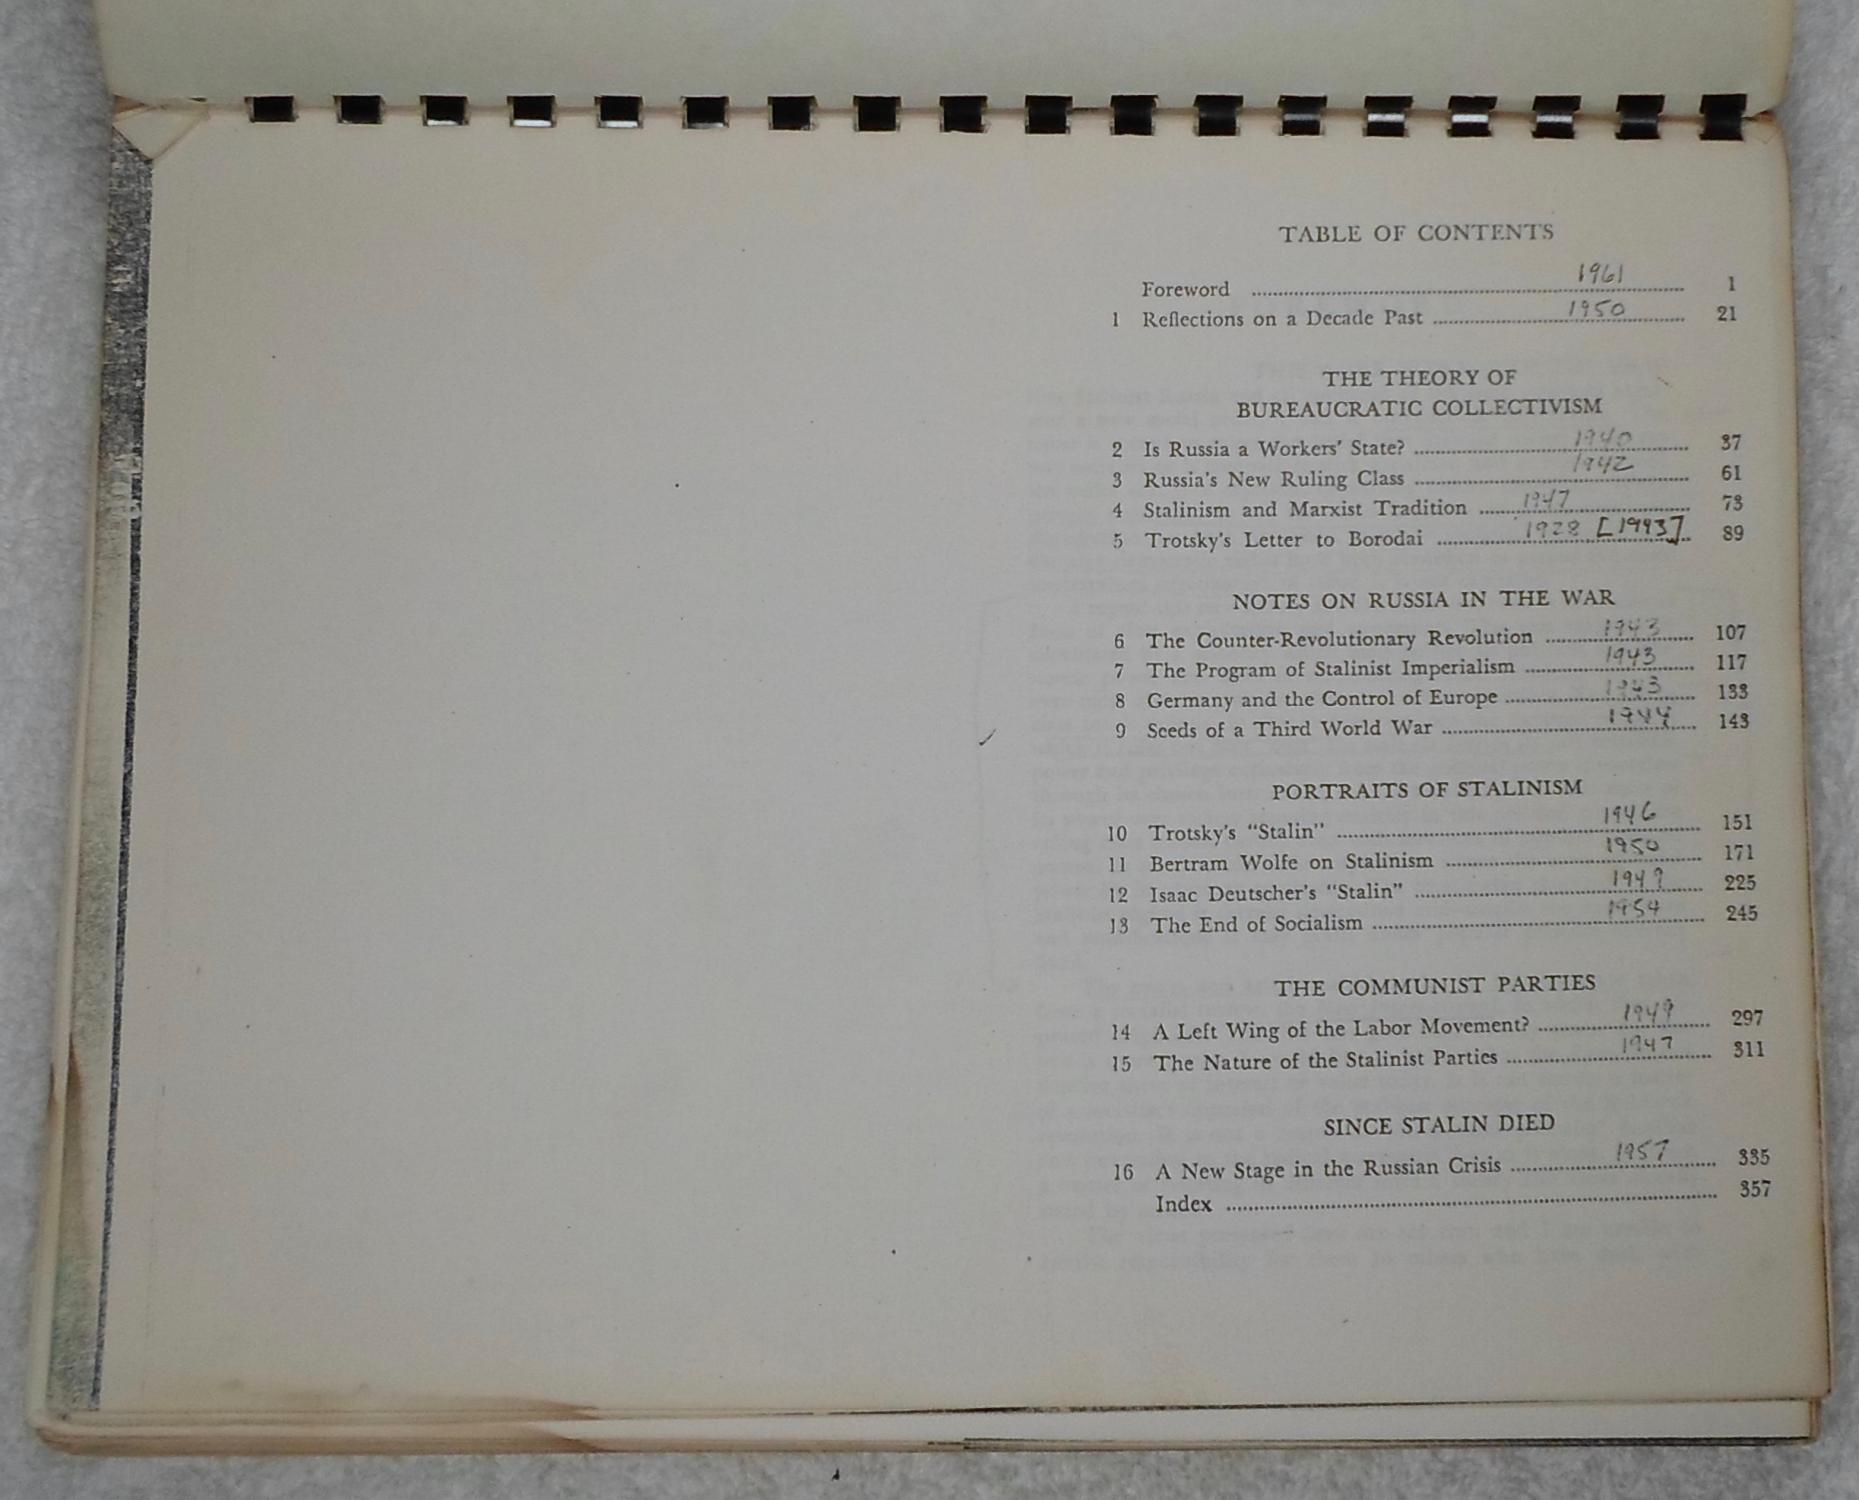 TABLE OF CONTENTS
Foreword ........ 1961 ........ 1
1 Reflections on a Decade Past ........ 1950 ........ 21
THE THEORY OF
BUREAUCRATIC COLLECTIVISM
2 Is Russia a Workers' State? ........ 1940 ........ 37
3 Russia's New Ruling Class ........ 1942 ........ 61
4 Stalinism and Marxist Tradition ........ 1947 ........ 73
5 Trotsky's Letter to Borodai ........ 1928 [1943] ........ 89
NOTES ON RUSSIA IN THE WAR
6 The Counter-Revolutionary Revolution ........ 1943 ........ 107
7 The Program of Stalinist Imperialism ........ 1943 ........ 117
8 Germany and the Control of Europe ........ 1943 ........ 133
9 Seeds of a Third World War ........ 1944 ........ 143
PORTRAITS OF STALINISM
10 Trotsky's "Stalin" ........ 1946 ........ 151
11 Bertram Wolfe on Stalinism ........ 1950 ........ 171
12 Isaac Deutscher's "Stalin" ........ 1949 ........ 225
13 The End of Socialism ........ 1954 ........ 245
THE COMMUNIST PARTIES
14 A Left Wing of the Labor Movement? ........ 1949 ........ 297
15 The Nature of the Stalinist Parties ........ 1947 ........ 311
SINCE STALIN DIED
16 A New Stage in the Russian Crisis ........ 1957 ........ 335
Index ........ 357